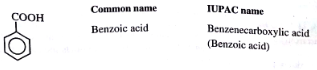 COOH
Common name
IUPAC name
Benzoic acid
Benzenecarboxylic acid
(Benzoic acid)